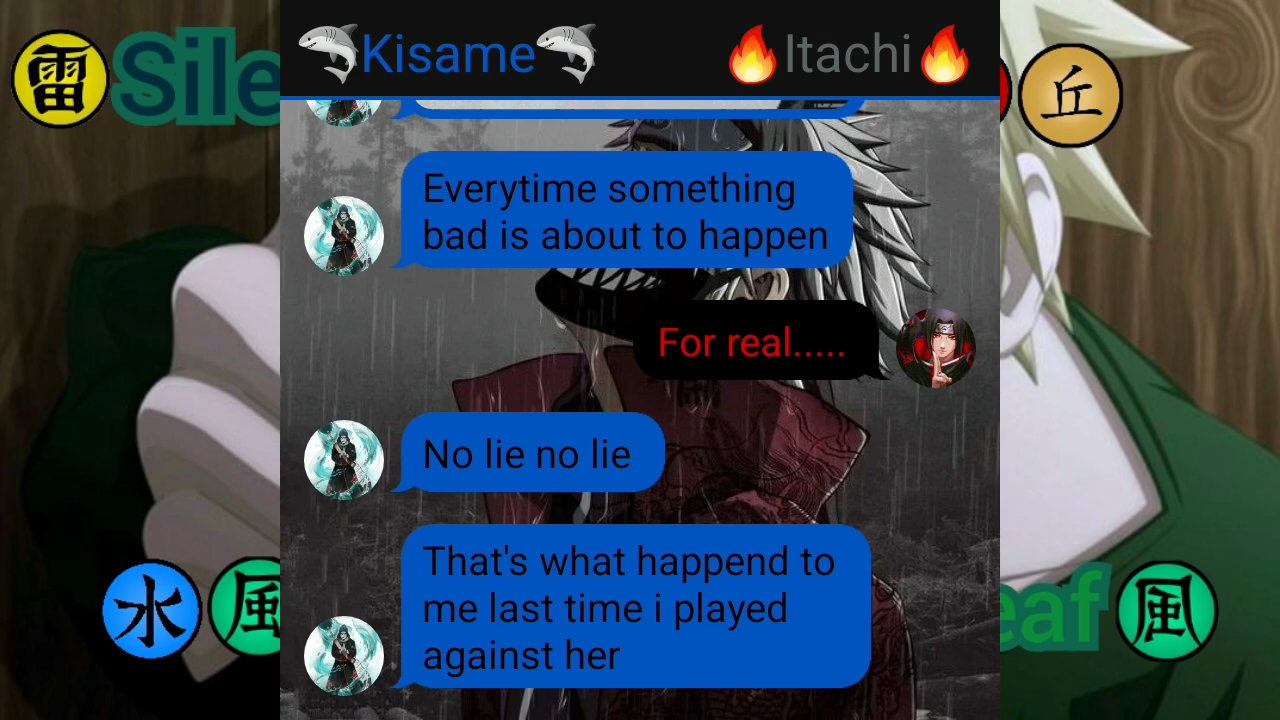 🦈Kisame🦈 🔥Itachi🔥
雷 Sile
丘
Everytime something
bad is about to happen
For real.....
No lie no lie
That's what happend to
me last time i played
against her
水 風
eaf 風